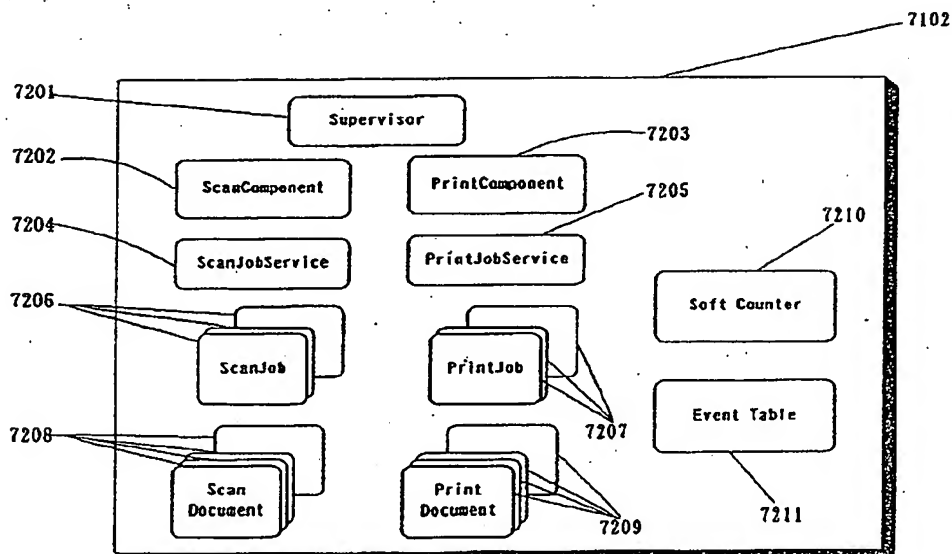 7102
7201
Supervisor
7203
7202
ScanComponent
PrintComponent
7205
7204
ScanJobService
PrintJobService
7210
7206
Soft Counter
ScanJob
PrintJob
7207
Event Table
7208
Scan
Document
Print
Document
7209
7211